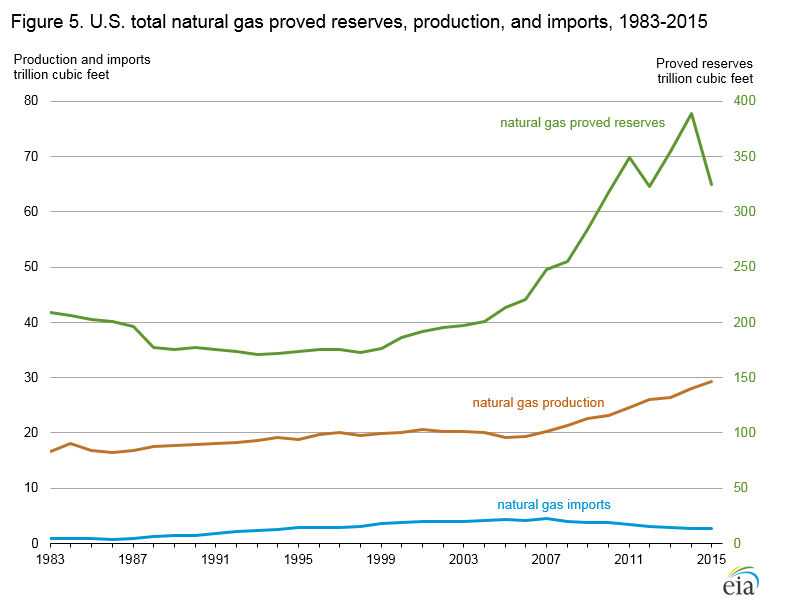 Figure 5. U.S. total natural gas proved reserves, production, and imports, 1983-2015
Production and imports
trillion cubic feet
Proved reserves
trillion cubic feet
80
400
natural gas proved reserves
70
350
60
300
50
250
40
200
30
150
natural gas production
20
100
10
50
natural gas imports
0
0
1983 1987 1991 1995 1999 2003 2007 2011 2015
eia